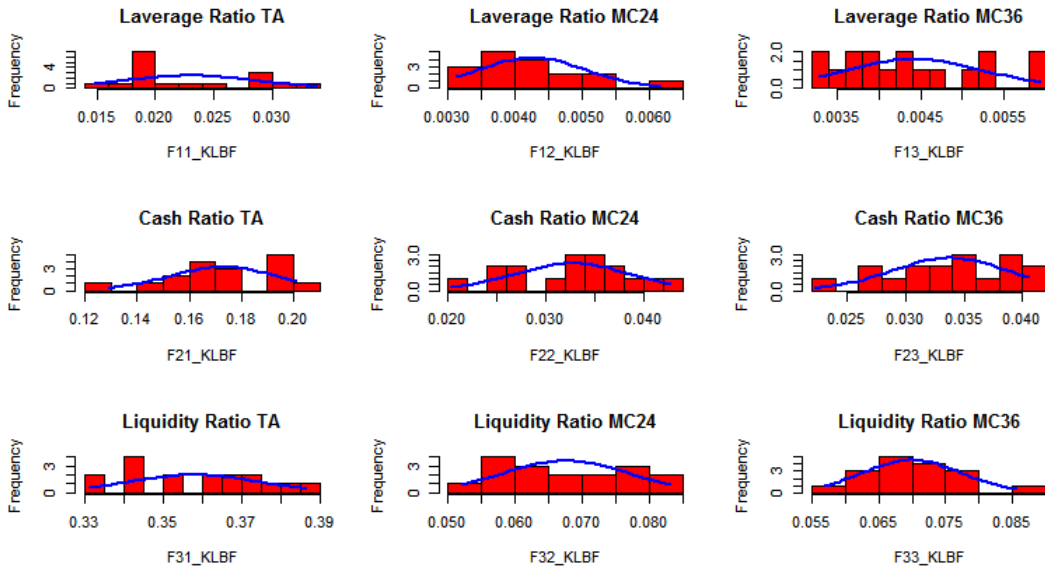 Laverage Ratio TA
Frequency
0 4
0.015 0.020 0.025 0.030
F11_KLBF
Laverage Ratio MC24
Frequency
0 3
0.0030 0.0040 0.0050 0.0060
F12_KLBF
Laverage Ratio MC36
Frequency
0.0 2.0
0.0035 0.0045 0.0055
F13_KLBF
Cash Ratio TA
Frequency
0 3
0.12 0.14 0.16 0.18 0.20
F21_KLBF
Cash Ratio MC24
Frequency
0.0 3.0
0.020 0.030 0.040
F22_KLBF
Cash Ratio MC36
Frequency
0.0 3.0
0.025 0.030 0.035 0.040
F23_KLBF
Liquidity Ratio TA
Frequency
0 3
0.33 0.35 0.37 0.39
F31_KLBF
Liquidity Ratio MC24
Frequency
0 3
0.050 0.060 0.070 0.080
F32_KLBF
Liquidity Ratio MC36
Frequency
0 3
0.055 0.065 0.075 0.085
F33_KLBF